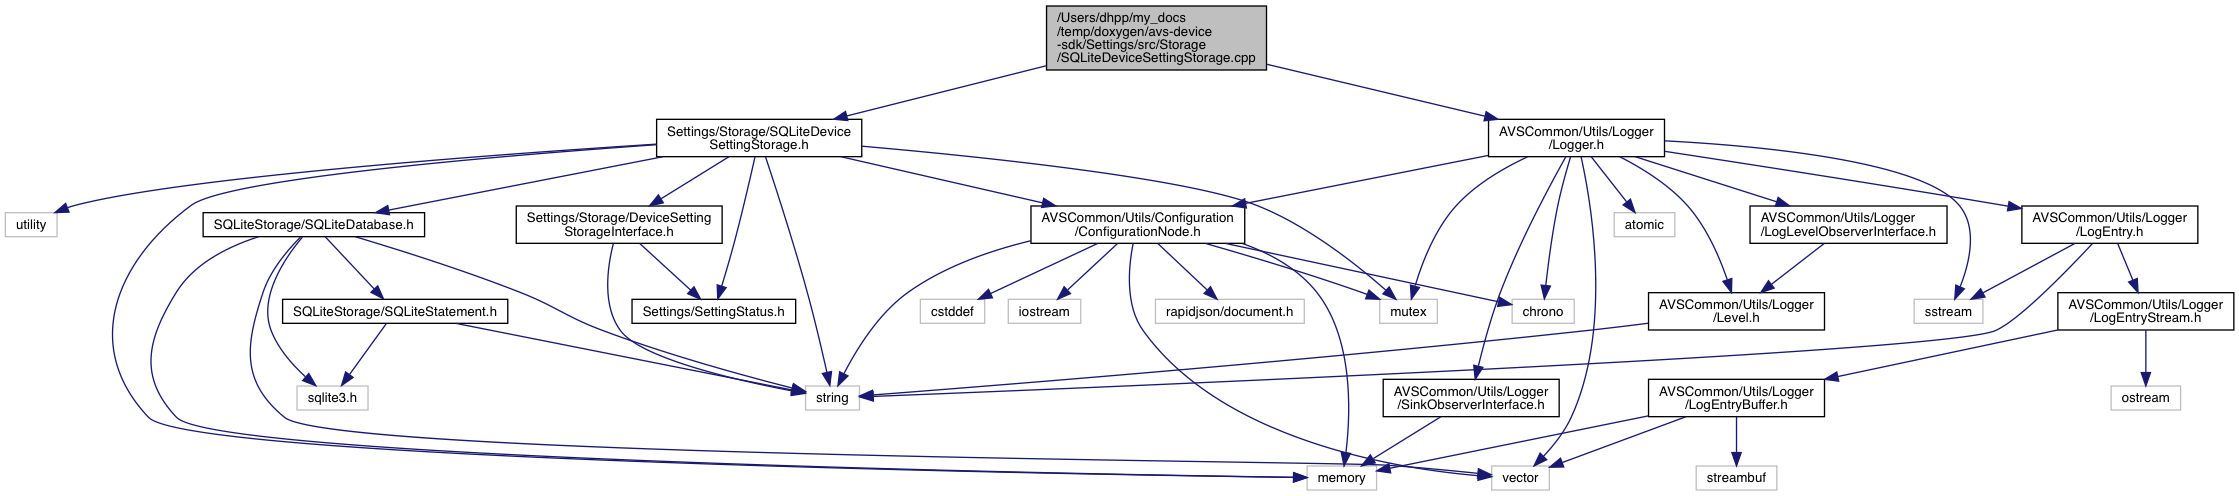 /Users/dhpp/my_docs
/temp/doxygen/avs-device
-sdk/Settings/src/Storage
/SQLiteDeviceSettingStorage.cpp
Settings/Storage/SQLiteDevice
SettingStorage.h
AVSCommon/Utils/Logger
/Logger.h
utility
SQLiteStorage/SQLiteDatabase.h
Settings/Storage/DeviceSetting
StorageInterface.h
AVSCommon/Utils/Configuration
/ConfigurationNode.h
atomic
AVSCommon/Utils/Logger
/LogLevelObserverInterface.h
AVSCommon/Utils/Logger
/LogEntry.h
SQLiteStorage/SQLiteStatement.h
Settings/SettingStatus.h
cstddef
iostream
rapidjson/document.h
mutex
chrono
AVSCommon/Utils/Logger
/Level.h
sstream
AVSCommon/Utils/Logger
/LogEntryStream.h
sqlite3.h
string
AVSCommon/Utils/Logger
/SinkObserverInterface.h
AVSCommon/Utils/Logger
/LogEntryBuffer.h
ostream
memory
vector
streambuf